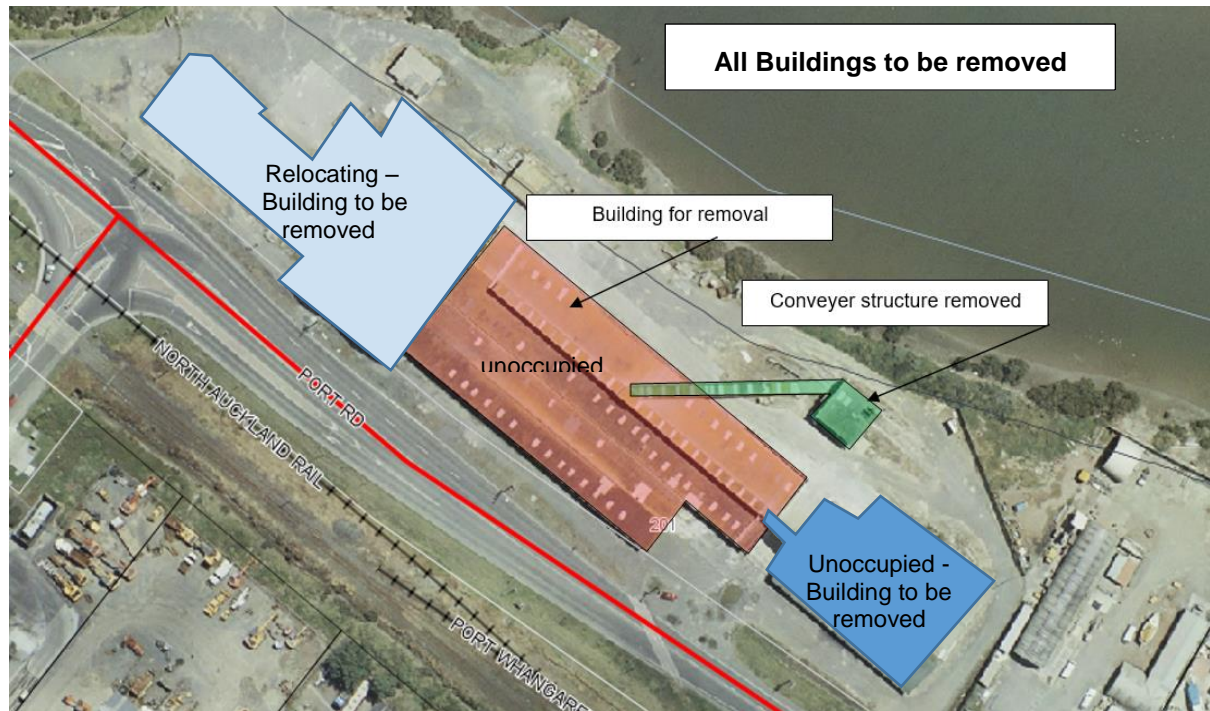 All Buildings to be removed
Relocating –
Building to be
removed
Building for removal
Conveyer structure removed
unoccupied
NORTH AUCKLAND RAIL
PORT RD
201
Unoccupied -
Building to be
removed
PORT WHANGARE